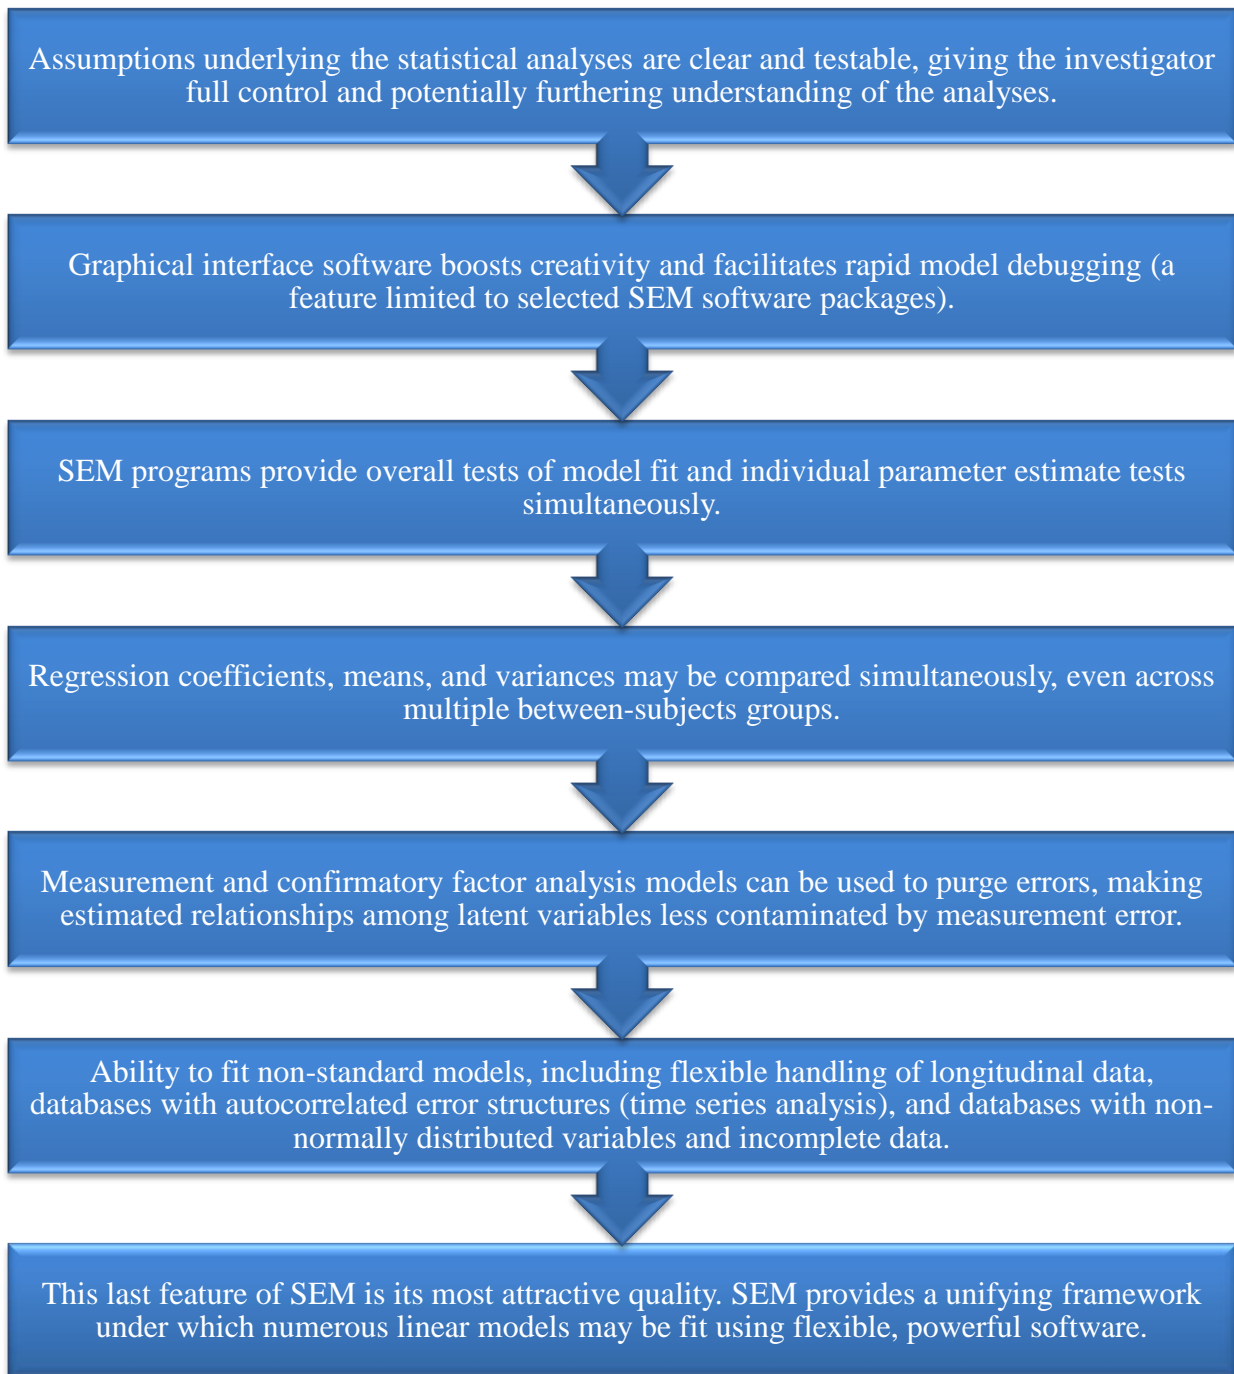 Assumptions underlying the statistical analyses are clear and testable, giving the investigator
full control and potentially furthering understanding of the analyses.
Graphical interface software boosts creativity and facilitates rapid model debugging (a
feature limited to selected SEM software packages).
SEM programs provide overall tests of model fit and individual parameter estimate tests
simultaneously.
Regression coefficients, means, and variances may be compared simultaneously, even across
multiple between-subjects groups.
Measurement and confirmatory factor analysis models can be used to purge errors, making
estimated relationships among latent variables less contaminated by measurement error.
Ability to fit non-standard models, including flexible handling of longitudinal data,
databases with autocorrelated error structures (time series analysis), and databases with non-
normally distributed variables and incomplete data.
This last feature of SEM is its most attractive quality. SEM provides a unifying framework
under which numerous linear models may be fit using flexible, powerful software.